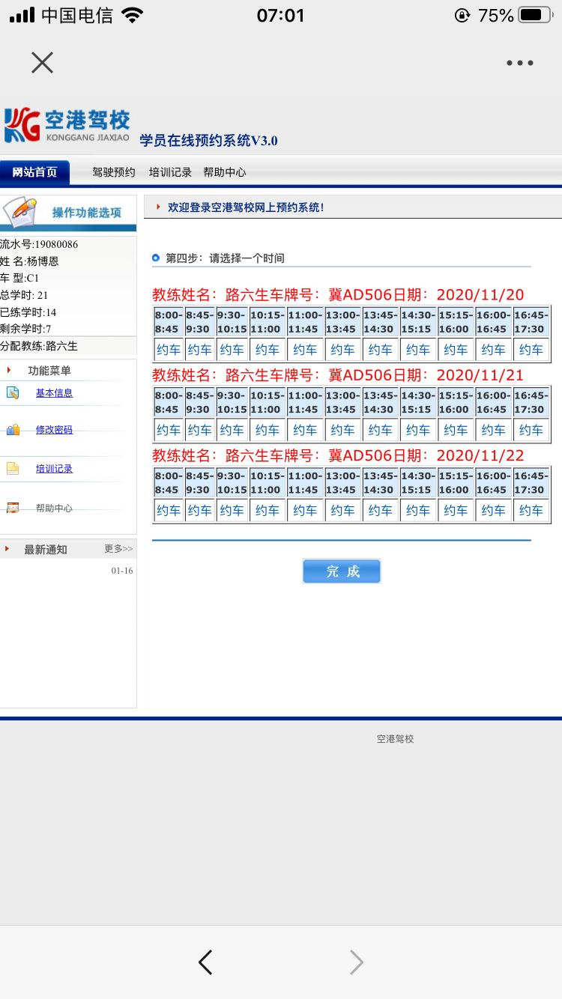 中国电信
07:01
75%
空港驾校
KONGGANG JIAXIAO
学员在线预约系统V3.0
网站首页 驾驶预约 培训记录 帮助中心
操作功能选项
流水号:19080086
姓 名:杨博恩
车 型:C1
总学时: 21
已练学时:14
剩余学时:7
分配教练:路六生
功能菜单
基本信息
修改密码
培训记录
帮助中心
最新通知 更多>>
01-16
欢迎登录空港驾校网上预约系统!
第四步：请选择一个时间
教练姓名：路六生车牌号：冀AD506日期：2020/11/20
8:00- 8:45- 9:30- 10:15- 11:00- 13:00- 13:45- 14:30- 15:15- 16:00- 16:45-
8:45 9:30 10:15 11:00 11:45 13:45 14:30 15:15 16:00 16:45 17:30
约车 约车 约车 约车 约车 约车 约车 约车 约车 约车 约车
教练姓名：路六生车牌号：冀AD506日期：2020/11/21
8:00- 8:45- 9:30- 10:15- 11:00- 13:00- 13:45- 14:30- 15:15- 16:00- 16:45-
8:45 9:30 10:15 11:00 11:45 13:45 14:30 15:15 16:00 16:45 17:30
约车 约车 约车 约车 约车 约车 约车 约车 约车 约车 约车
教练姓名：路六生车牌号：冀AD506日期：2020/11/22
8:00- 8:45- 9:30- 10:15- 11:00- 13:00- 13:45- 14:30- 15:15- 16:00- 16:45-
8:45 9:30 10:15 11:00 11:45 13:45 14:30 15:15 16:00 16:45 17:30
约车 约车 约车 约车 约车 约车 约车 约车 约车 约车 约车
完 成
空港驾校